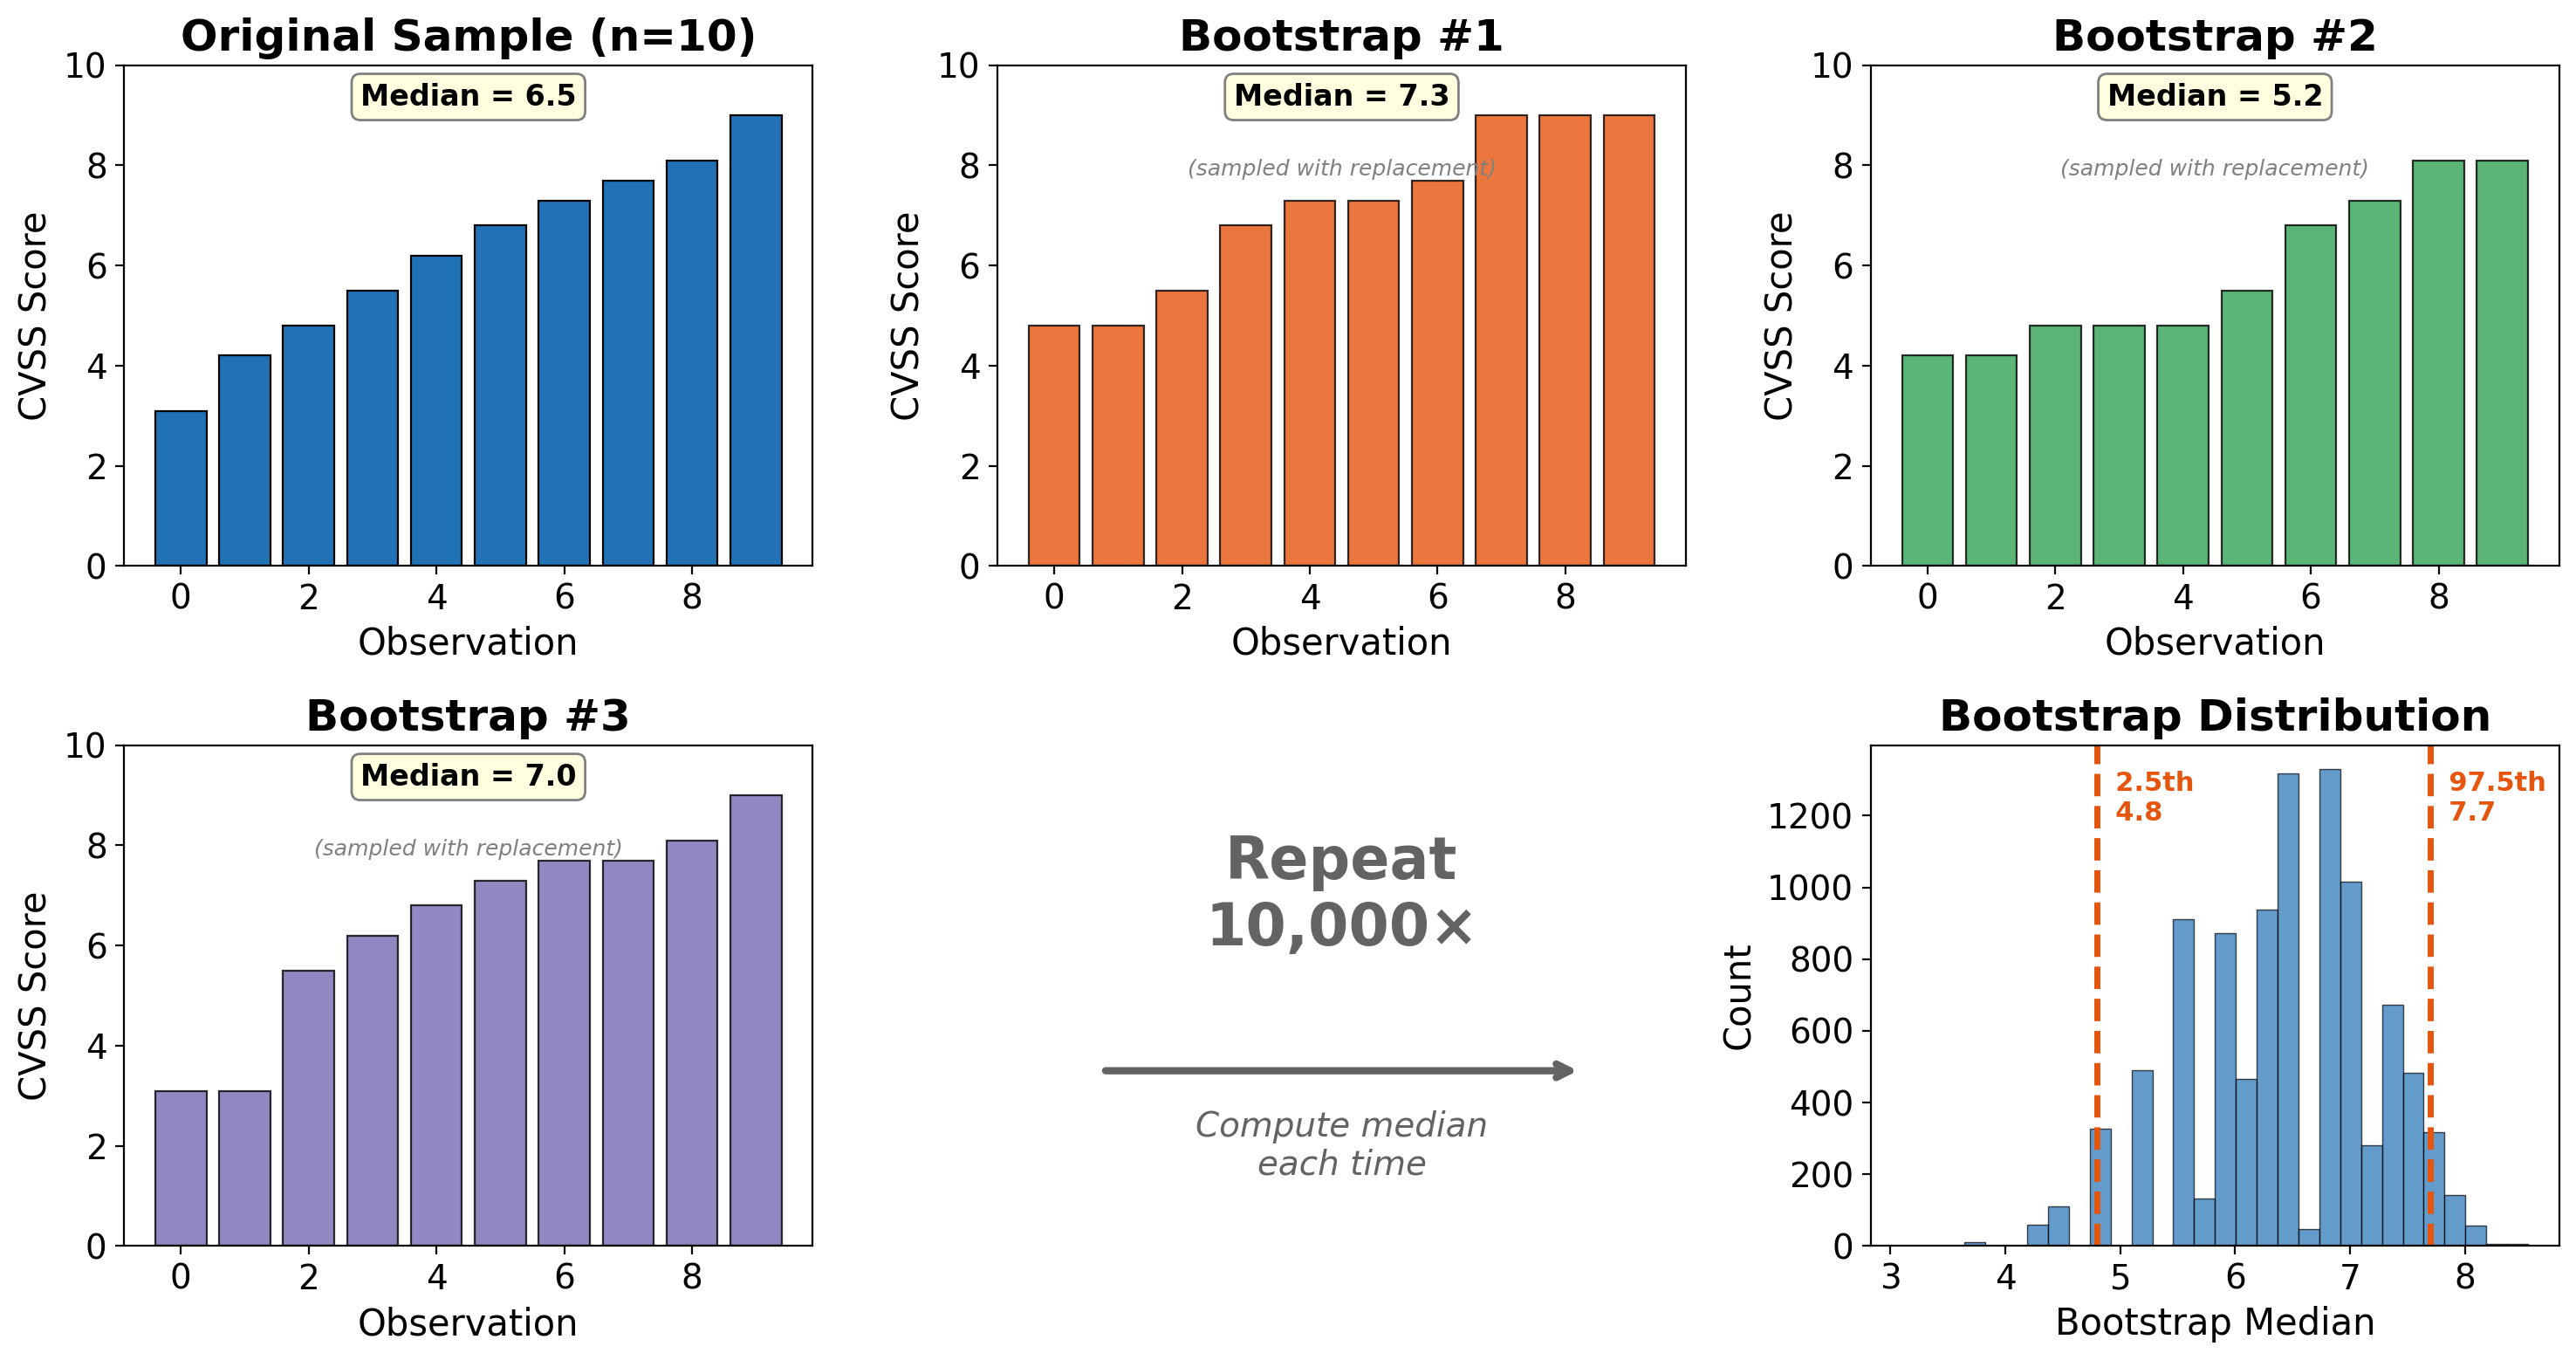 Original Sample (n=10)
Median = 6.5
10
8
6
4
2
0
CVSS Score
0 2 4 6 8
Observation
Bootstrap #1
Median = 7.3
(sampled with replacement)
10
8
6
4
2
0
CVSS Score
0 2 4 6 8
Observation
Bootstrap #2
Median = 5.2
(sampled with replacement)
10
8
6
4
2
0
CVSS Score
0 2 4 6 8
Observation
Bootstrap #3
Median = 7.0
(sampled with replacement)
10
8
6
4
2
0
CVSS Score
0 2 4 6 8
Observation
Repeat
10,000×
Compute median
each time
Bootstrap Distribution
2.5th
4.8
97.5th
7.7
1200
1000
800
600
400
200
0
Count
3 4 5 6 7 8
Bootstrap Median